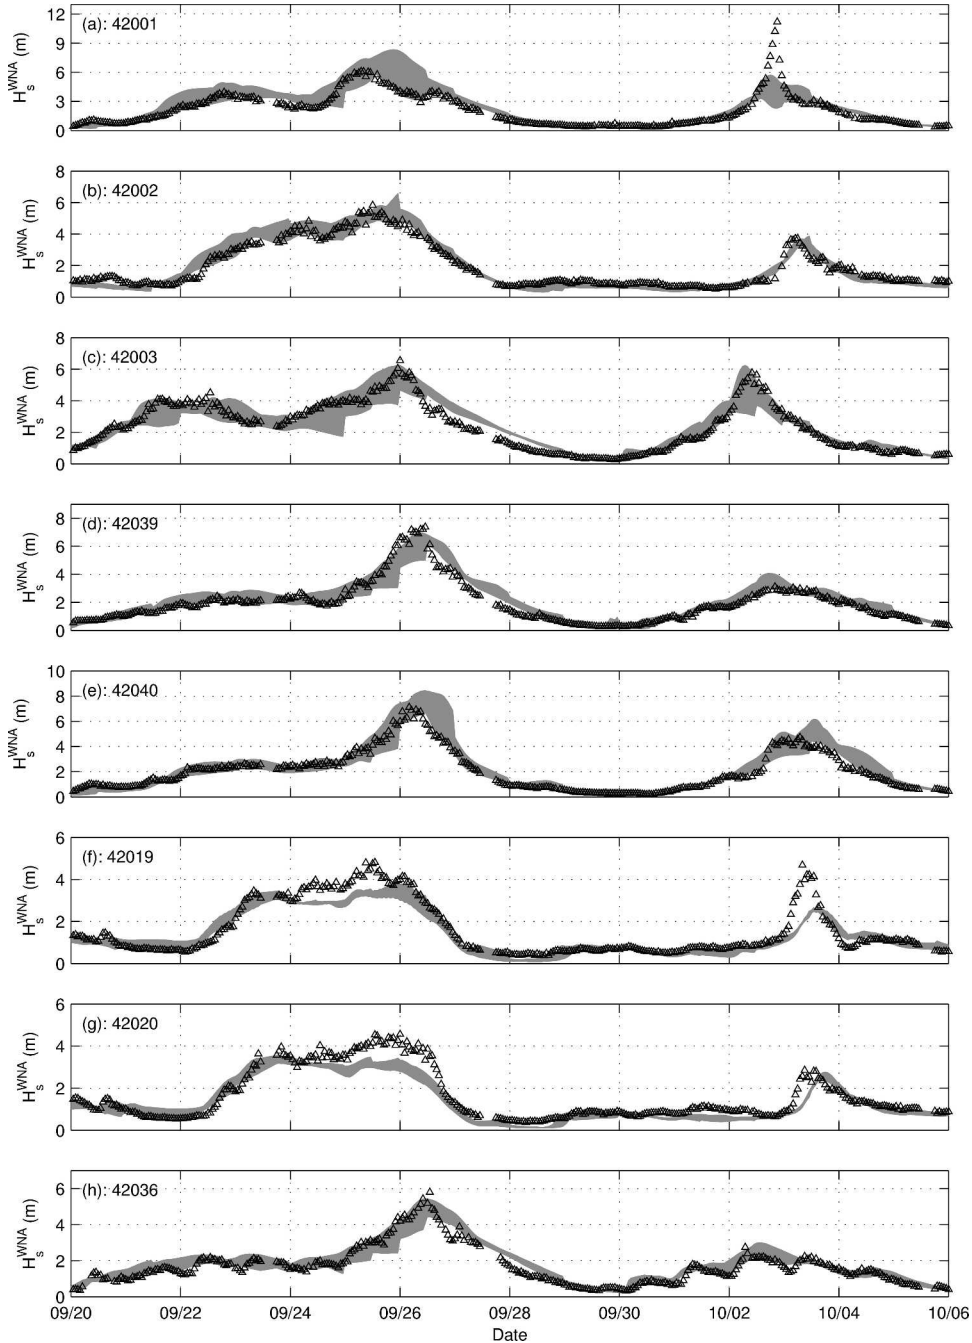 (a): 42001
H_s^WNA (m)
12
9
6
3
0
(b): 42002
H_s^WNA (m)
8
6
4
2
0
(c): 42003
H_s^WNA (m)
8
6
4
2
0
(d): 42039
H_s^WNA (m)
8
6
4
2
0
(e): 42040
H_s^WNA (m)
10
8
6
4
2
0
(f): 42019
H_s^WNA (m)
6
4
2
0
(g): 42020
H_s^WNA (m)
6
4
2
0
(h): 42036
H_s^WNA (m)
6
4
2
0
09/20 09/22 09/24 09/26 09/28 09/30 10/02 10/04 10/06
Date